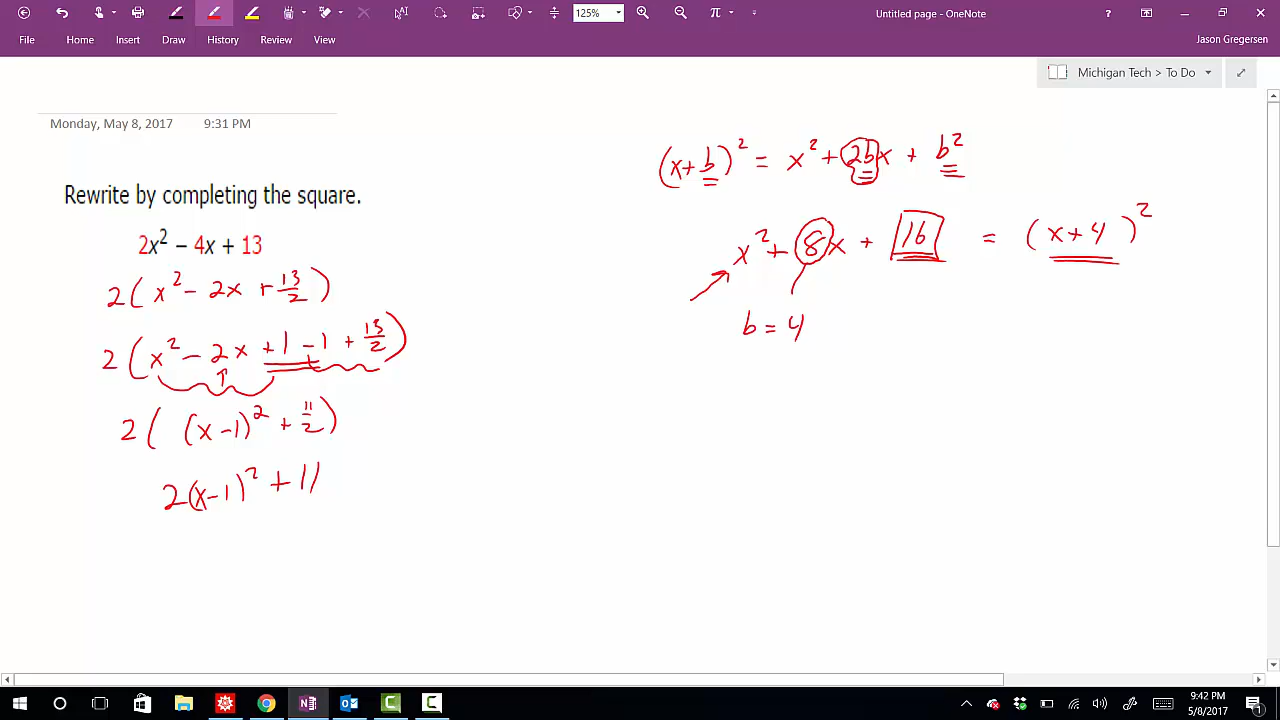 125%
Untitled page - OneNote
File Home Insert Draw History Review View
Jason Gregersen
Michigan Tech > To Do
Monday, May 8, 2017 9:31 PM
(x+b)² = x² + 2bx + b²
Rewrite by completing the square.
2x² − 4x + 13
x² + 8x + 16 = (x+4)²
2(x² − 2x + 13/2)
b = 4
2(x² − 2x + 1 − 1 + 13/2)
2((x−1)² + 11/2)
2(x−1)² + 11
9:42 PM
5/8/2017